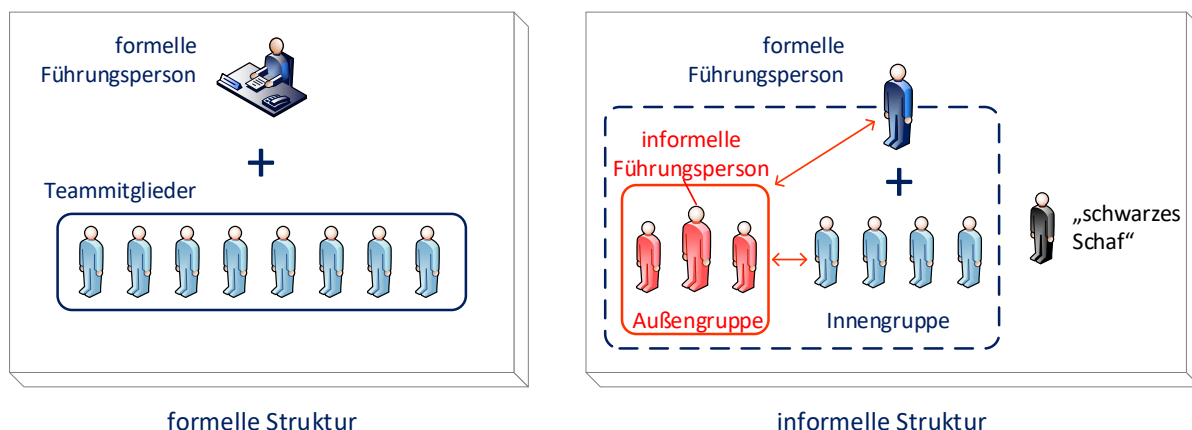 formelle
Führungsperson
+
Teammitglieder
formelle Struktur
formelle
Führungsperson
informelle
Führungsperson
+
„schwarzes
Schaf“
Außengruppe
Innengruppe
informelle Struktur